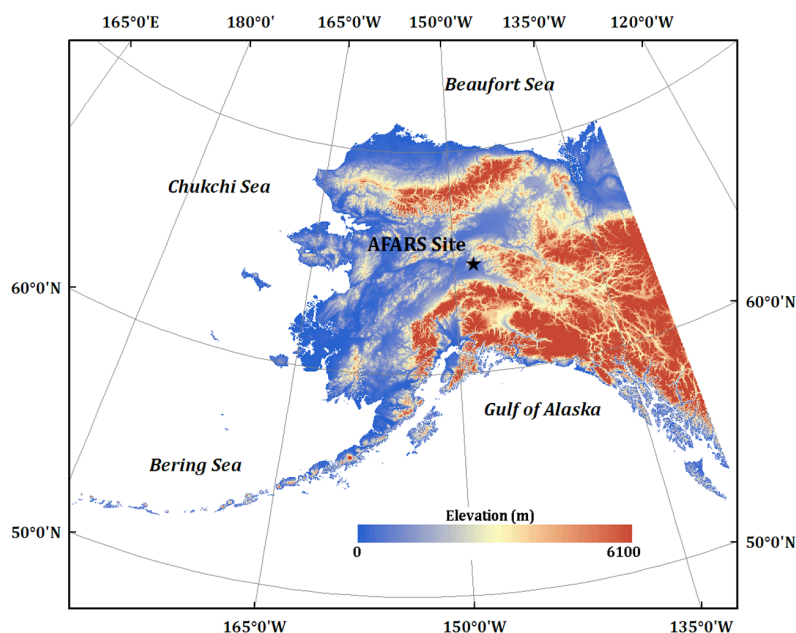 165°0'E 180°0' 165°0'W 150°0'W 135°0'W 120°0'W
Beaufort Sea
Chukchi Sea
AFARS Site
60°0'N 60°0'N
Gulf of Alaska
Bering Sea
Elevation (m)
50°0'N 50°0'N
0 6100
165°0'W 150°0'W 135°0'W